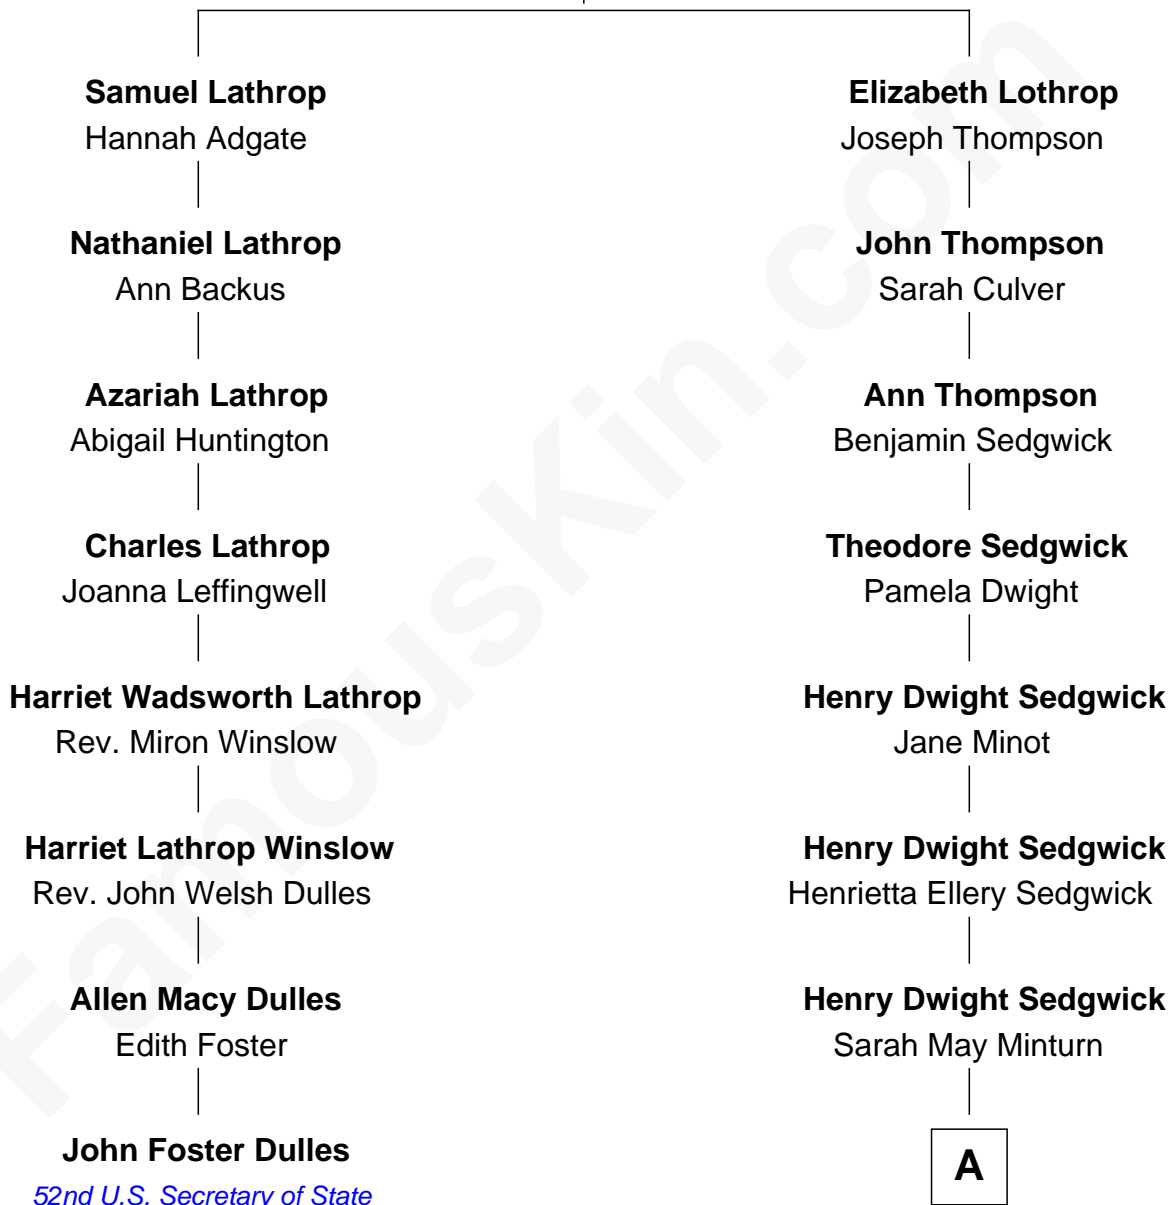 Samuel Lathrop
Hannah Adgate
Nathaniel Lathrop
Ann Backus
Azariah Lathrop
Abigail Huntington
Charles Lathrop
Joanna Leffingwell
Harriet Wadsworth Lathrop
Rev. Miron Winslow
Harriet Lathrop Winslow
Rev. John Welsh Dulles
Allen Macy Dulles
Edith Foster
John Foster Dulles
52nd U.S. Secretary of State
Elizabeth Lothrop
Joseph Thompson
John Thompson
Sarah Culver
Ann Thompson
Benjamin Sedgwick
Theodore Sedgwick
Pamela Dwight
Henry Dwight Sedgwick
Jane Minot
Henry Dwight Sedgwick
Henrietta Ellery Sedgwick
Henry Dwight Sedgwick
Sarah May Minturn
A
FamousKin.com